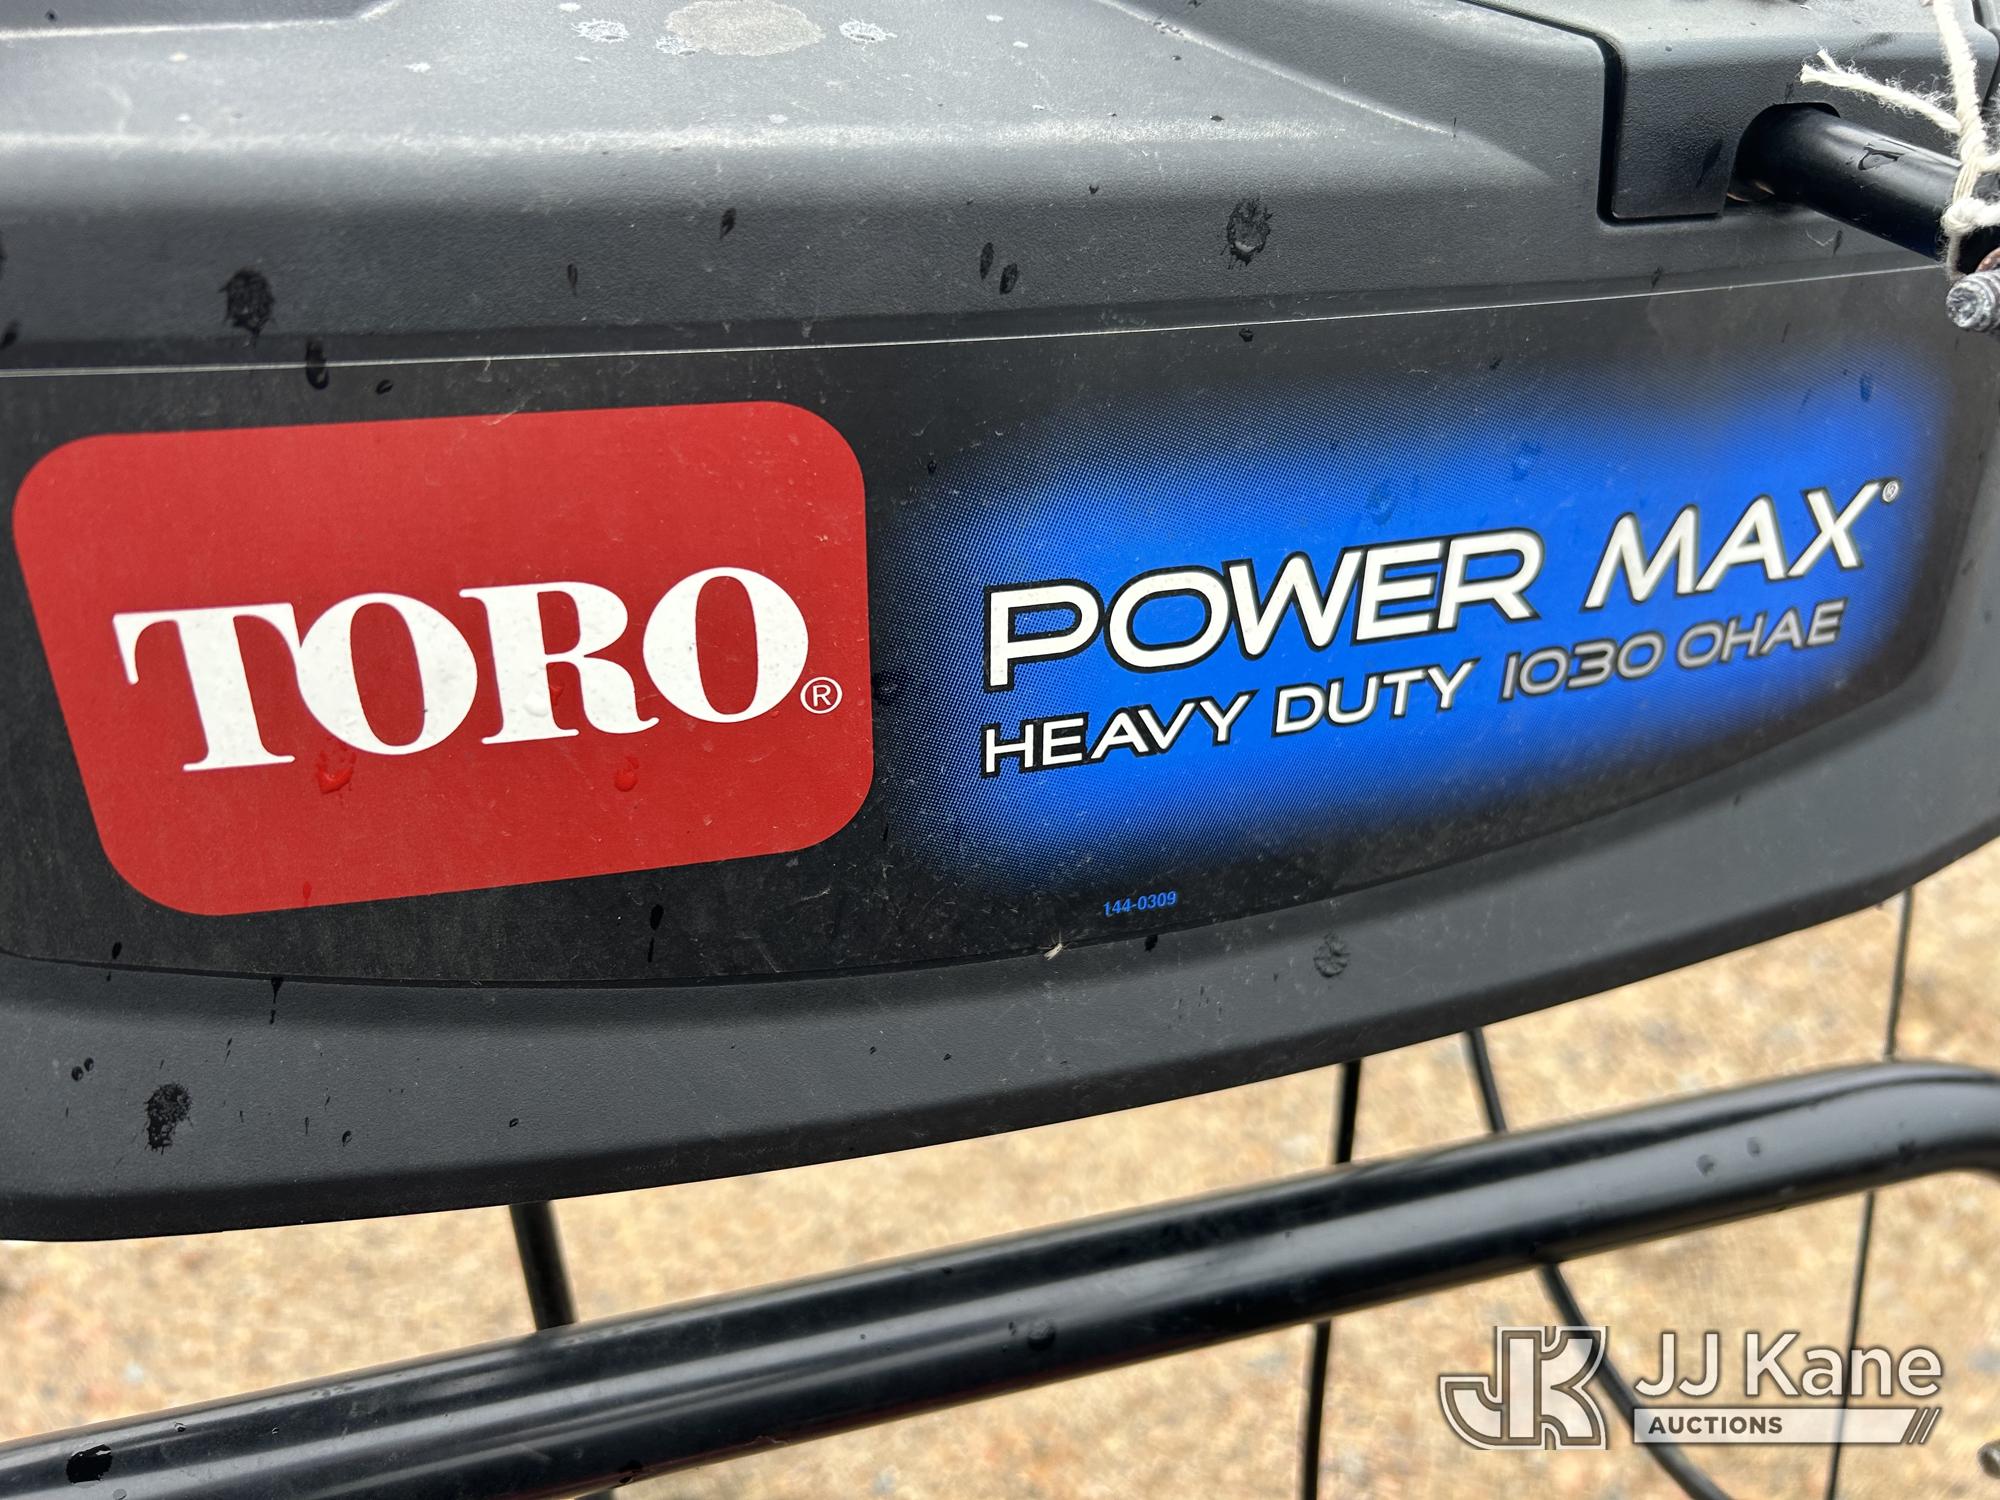 TORO®
POWER MAX®
HEAVY DUTY 1030 OHAE
144-0309
JJ Kane
AUCTIONS